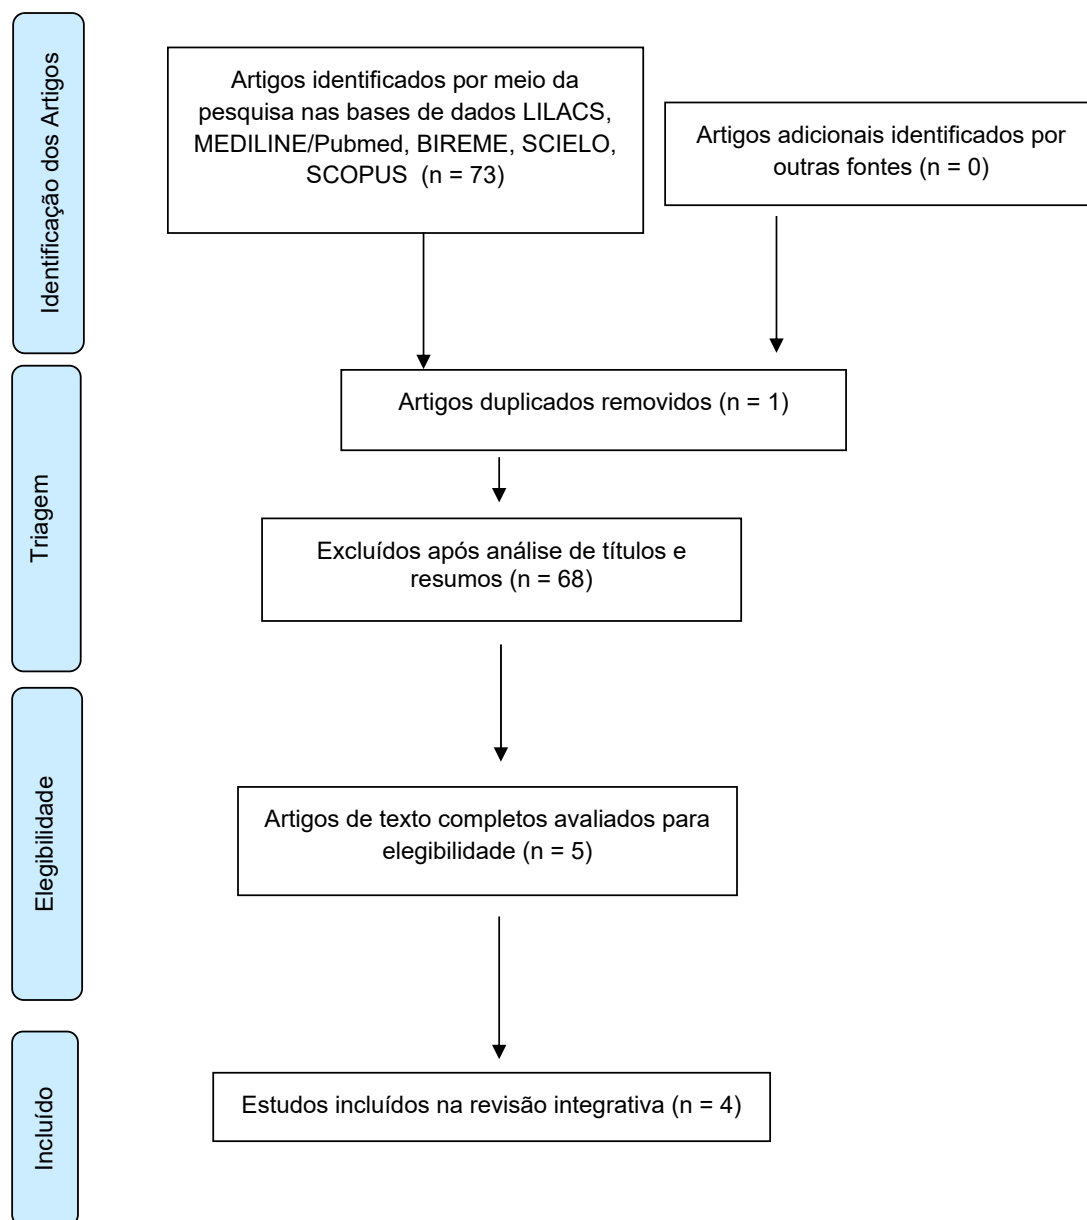 Identificação dos Artigos
Artigos identificados por meio da
pesquisa nas bases de dados LILACS,
MEDILINE/Pubmed, BIREME, SCIELO,
SCOPUS (n = 73)
Artigos adicionais identificados por
outras fontes (n = 0)
Triagem
Artigos duplicados removidos (n = 1)
Excluídos após análise de títulos e
resumos (n = 68)
Elegibilidade
Artigos de texto completos avaliados para
elegibilidade (n = 5)
Incluído
Estudos incluídos na revisão integrativa (n = 4)